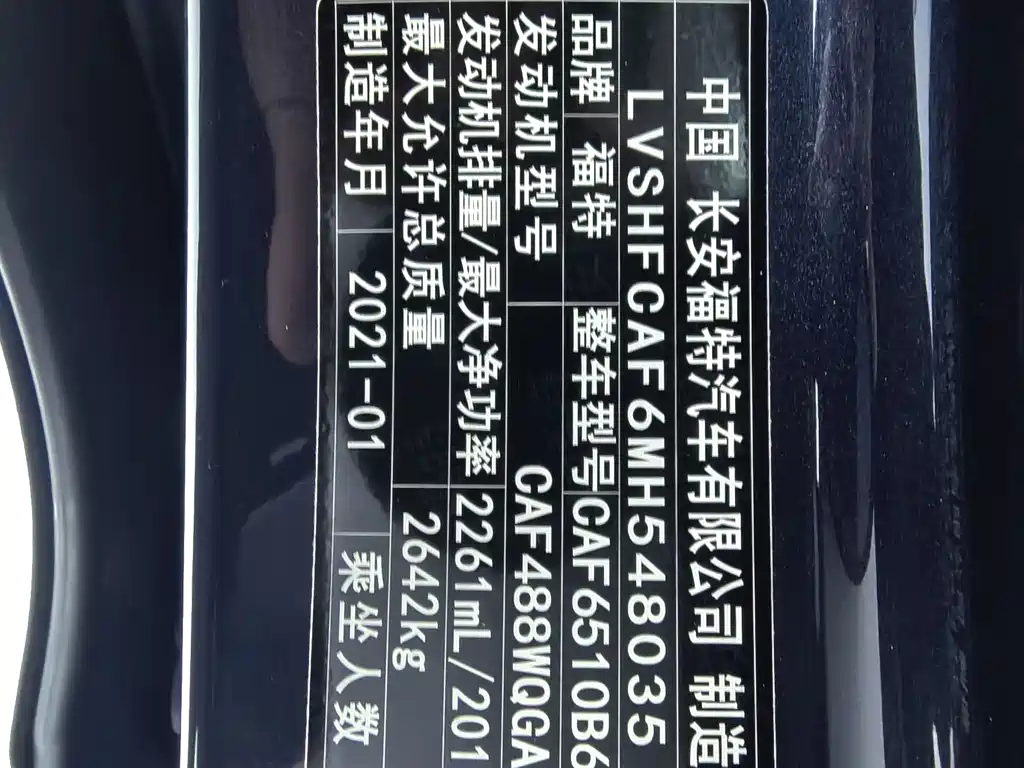 中国 长安福特汽车有限公司 制造
LVSHFCAF6MH548035
品牌 福特 整车型号 CAF6510B6
发动机型号 CAF488WQGA
发动机排量/最大净功率 2261mL/201
最大允许总质量 2642kg
制造年月 2021-01 乘坐人数